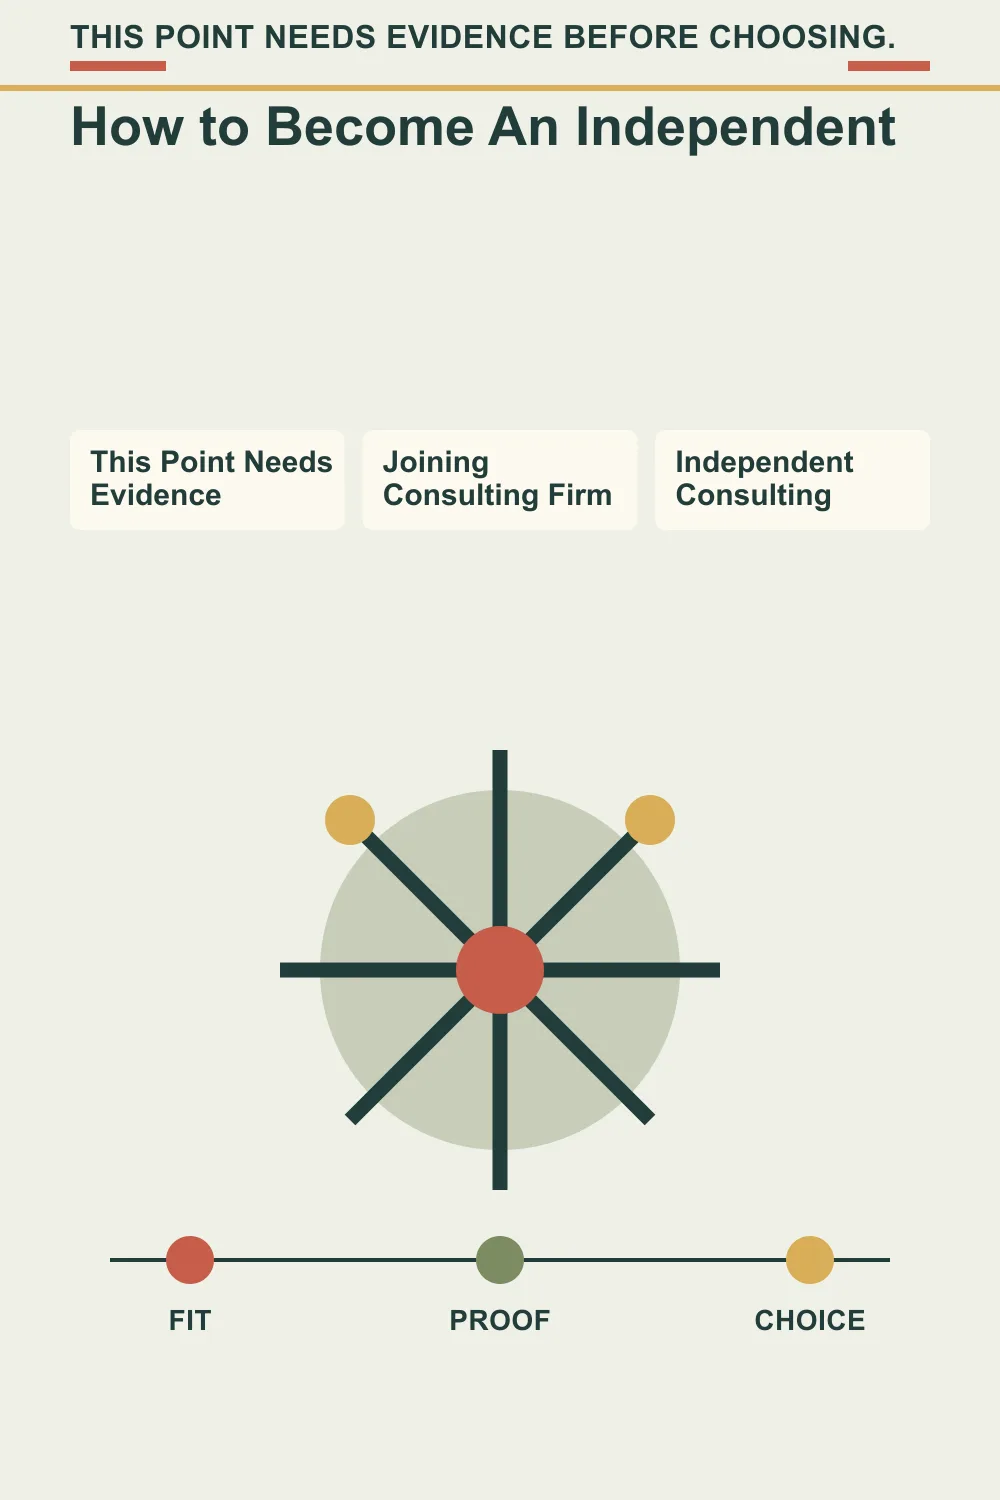 THIS POINT NEEDS EVIDENCE BEFORE CHOOSING.
How to Become An Independent
This Point Needs
Evidence
Joining
Consulting Firm
Independent
Consulting
FIT
PROOF
CHOICE